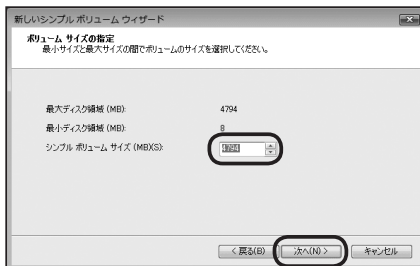 新しいシンプル ボリューム ウィザード
ボリューム サイズの指定
最小サイズと最大サイズの間でボリュームのサイズを選択してください。
最大ディスク領域 (MB): 4794
最小ディスク領域 (MB): 8
シンプル ボリューム サイズ (MB)(S): 4794
< 戻る(B) 次へ(N) > キャンセル